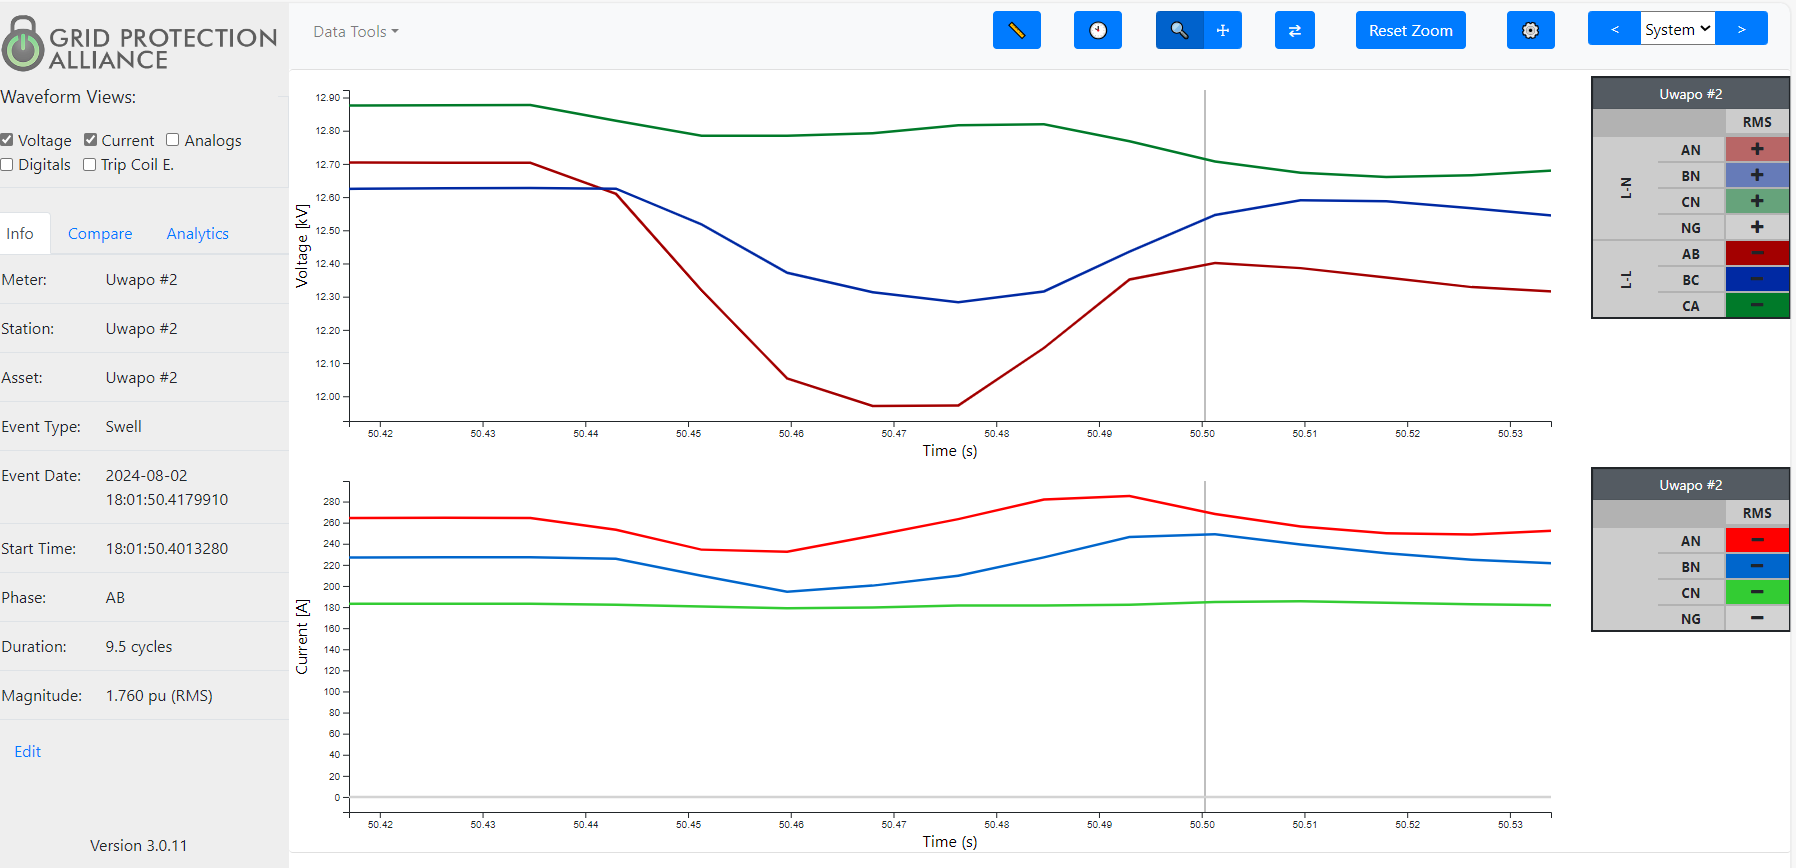 GRID PROTECTION
ALLIANCE
Data Tools
Reset Zoom
<
System
>
Waveform Views:
Voltage Current Analogs
Digitals Trip Coil E.
Info Compare Analytics
Meter: Uwapo #2
Station: Uwapo #2
Asset: Uwapo #2
Event Type: Swell
Event Date: 2024-08-02
18:01:50.4179910
Start Time: 18:01:50.4013280
Phase: AB
Duration: 9.5 cycles
Magnitude: 1.760 pu (RMS)
Edit
Version 3.0.11
Voltage [kV]
12.90
12.80
12.70
12.60
12.50
12.40
12.30
12.20
12.10
12.00
50.42 50.43 50.44 50.45 50.46 50.47 50.48 50.49 50.50 50.51 50.52 50.53
Time (s)
Uwapo #2
RMS
L-N
AN +
BN +
CN +
NG +
L-L
AB −
BC −
CA −
Current [A]
280
260
240
220
200
180
160
140
120
100
80
60
40
20
0
50.42 50.43 50.44 50.45 50.46 50.47 50.48 50.49 50.50 50.51 50.52 50.53
Time (s)
Uwapo #2
RMS
AN −
BN −
CN −
NG −